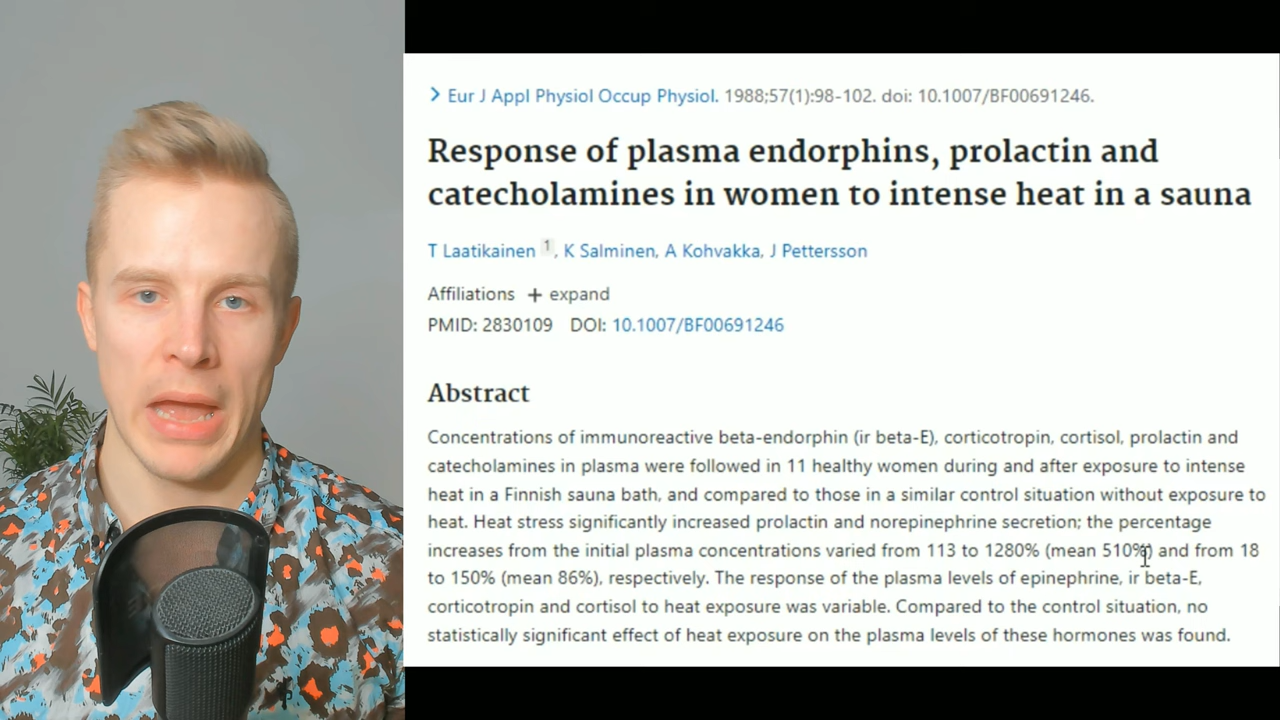 Eur J Appl Physiol Occup Physiol. 1988;57(1):98-102. doi: 10.1007/BF00691246.
Response of plasma endorphins, prolactin and
catecholamines in women to intense heat in a sauna
T Laatikainen 1, K Salminen, A Kohvakka, J Pettersson
Affiliations + expand
PMID: 2830109 DOI: 10.1007/BF00691246
Abstract
Concentrations of immunoreactive beta-endorphin (ir beta-E), corticotropin, cortisol, prolactin and
catecholamines in plasma were followed in 11 healthy women during and after exposure to intense
heat in a Finnish sauna bath, and compared to those in a similar control situation without exposure to
heat. Heat stress significantly increased prolactin and norepinephrine secretion; the percentage
increases from the initial plasma concentrations varied from 113 to 1280% (mean 510%) and from 18
to 150% (mean 86%), respectively. The response of the plasma levels of epinephrine, ir beta-E,
corticotropin and cortisol to heat exposure was variable. Compared to the control situation, no
statistically significant effect of heat exposure on the plasma levels of these hormones was found.